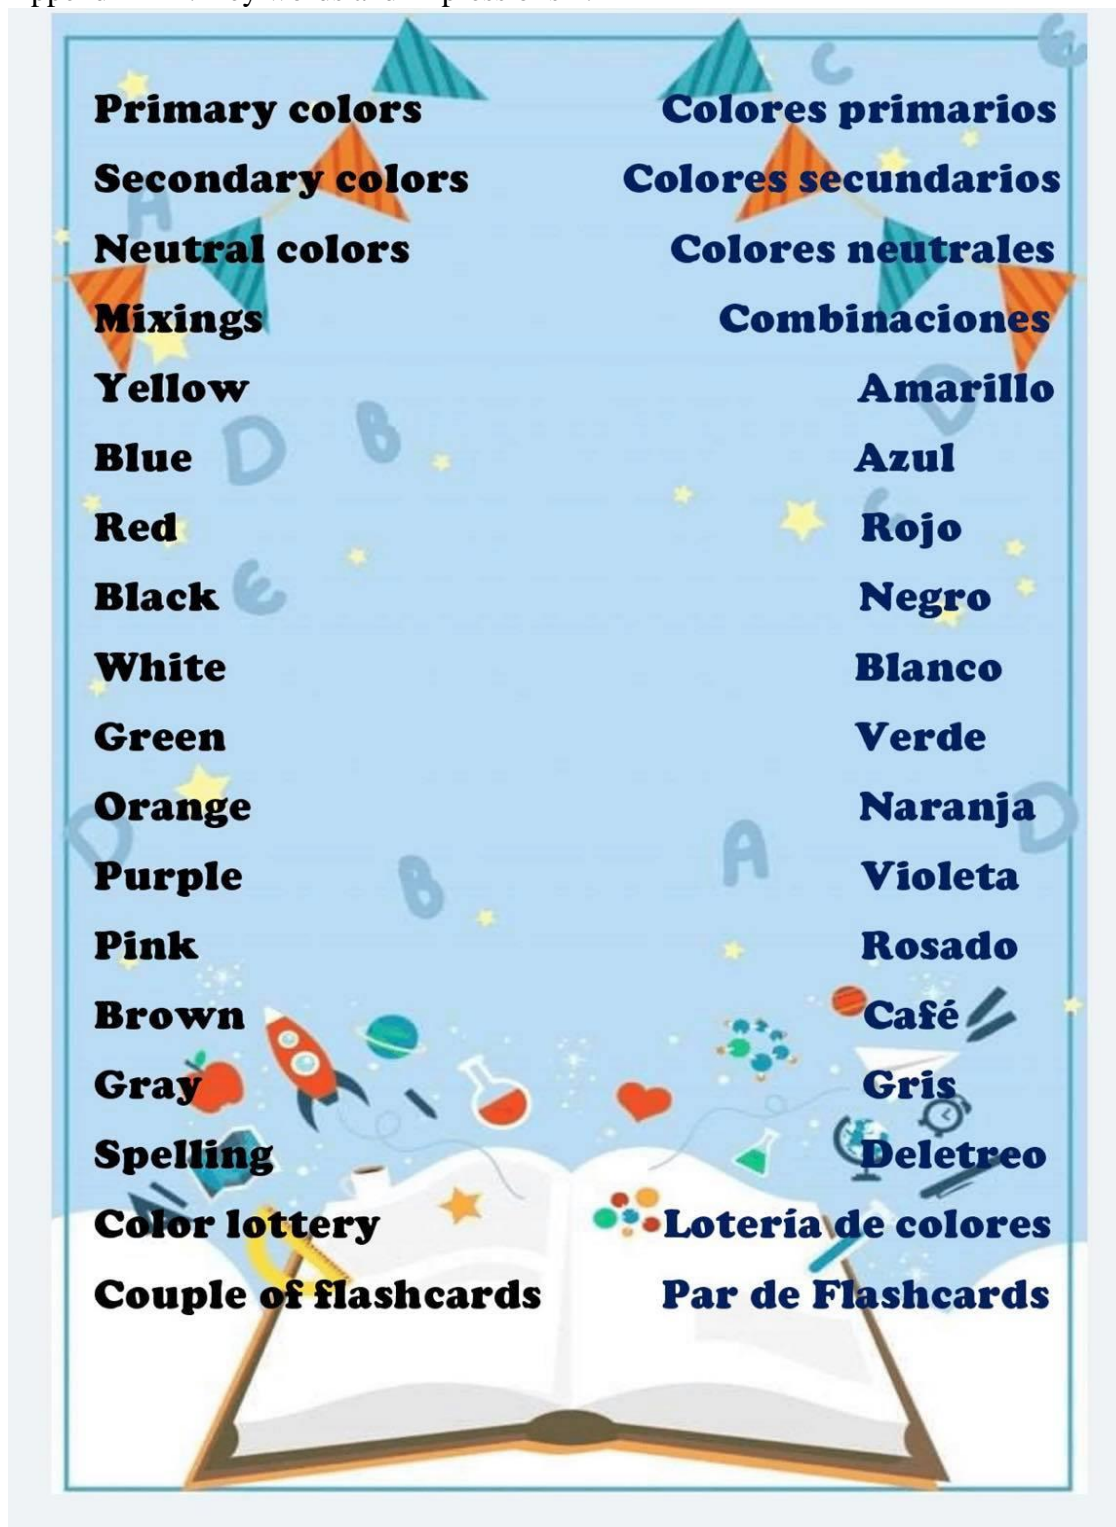 Primary colors Colores primarios
Secondary colors Colores secundarios
Neutral colors Colores neutrales
Mixings Combinaciones
Yellow Amarillo
Blue Azul
Red Rojo
Black Negro
White Blanco
Green Verde
Orange Naranja
Purple Violeta
Pink Rosado
Brown Café
Gray Gris
Spelling Deletreo
Color lottery Lotería de colores
Couple of flashcards Par de Flashcards